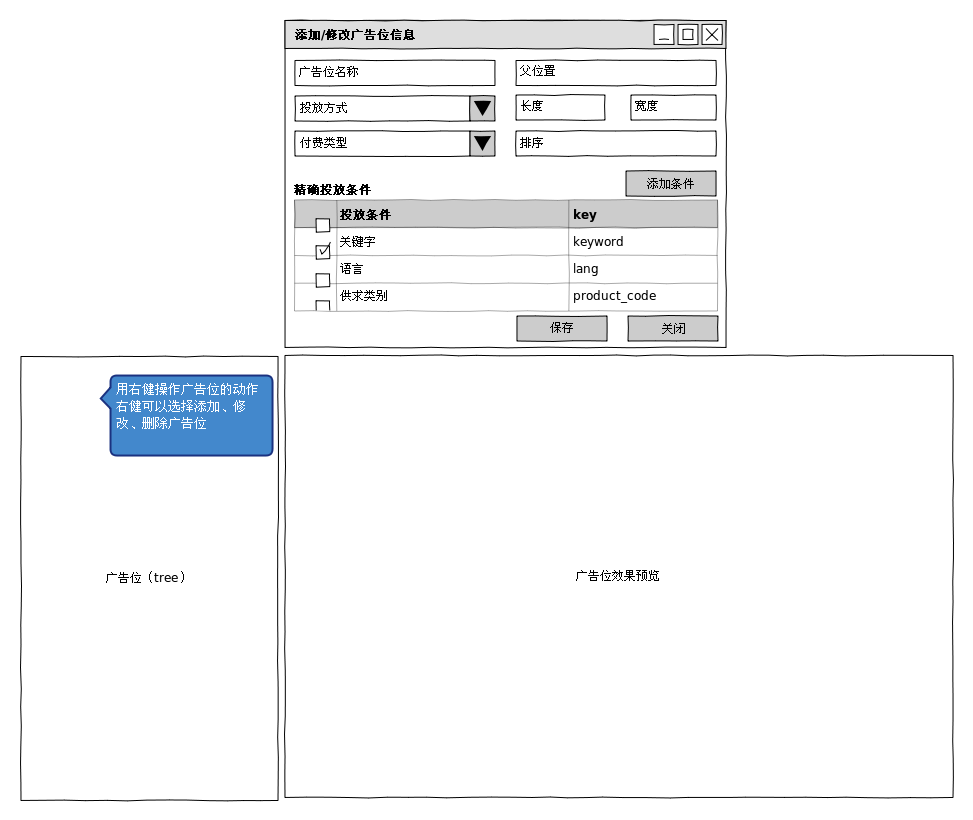 添加/修改广告位信息
广告位名称
父位置
投放方式
长度
宽度
付费类型
排序
精确投放条件
添加条件
投放条件 key
关键字 keyword
语言 lang
供求类别 product_code
保存
关闭
用右健操作广告位的动作
右健可以选择添加、修
改、删除广告位
广告位（tree）
广告位效果预览